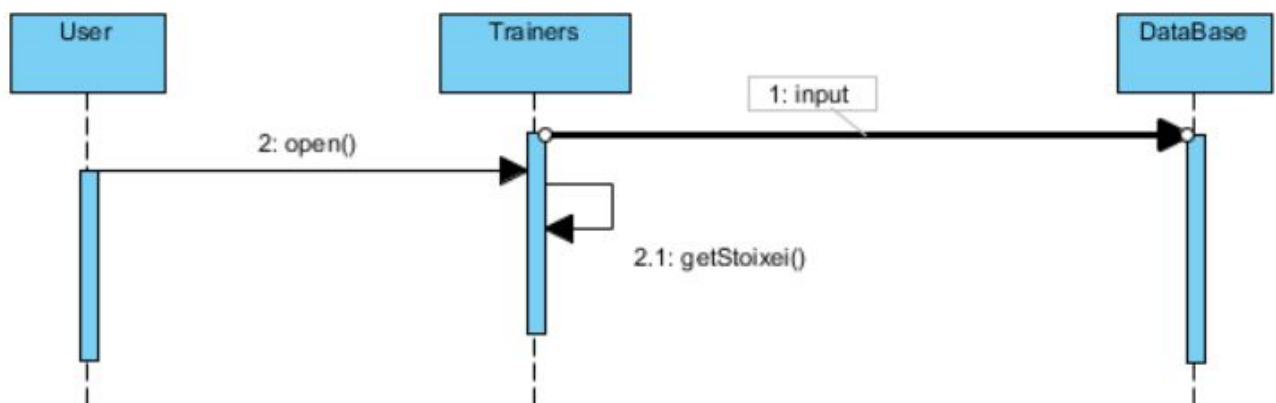 User
Trainers
DataBase
1: input
2: open()
2.1: getStoixei()